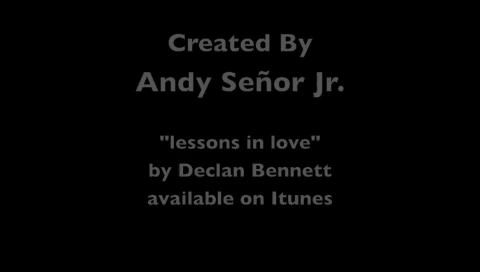 Created By
Andy Señor Jr.
"lessons in love"
by Declan Bennett
available on Itunes